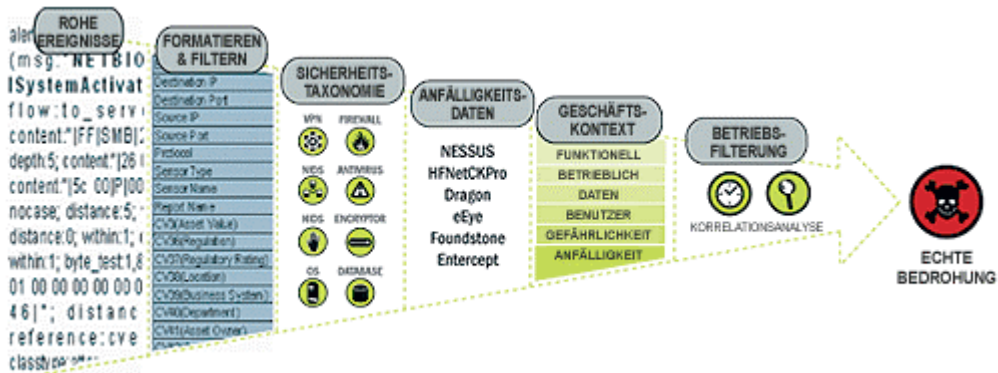 ROHE
EREIGNISSE
(msg:"NETBIO
ISystemActivat
flow:to_serv
content:"|FF|SMB|
depth:5; content:"|26
content:"|5c 00|P|00
nocase; distance:5;
distance:0; within:1;
within:1; byte_test:1,
01 00 00 00 00 00 0
46|"; distanc
reference:cve
FORMATIEREN
& FILTERN
Destination IP
Destination Port
Source IP
Source Port
Protocol
Sensor Type
Sensor Name
Report Name
CV3(Asset Value)
CV36(Regulation)
CV37(Regulatory Rating)
CV38(Location)
CV39(Business System)
CV40(Department)
CV41(Asset Owner)
SICHERHEITS-
TAXONOMIE
VPN FIREWALL
NIDS ANTIVIRUS
HIDS ENCRYPTOR
OS DATABASE
ANFÄLLIGKEITS-
DATEN
NESSUS
HFNetCKPro
Dragon
eEye
Foundstone
Entercept
GESCHÄFTS-
KONTEXT
FUNKTIONELL
BETRIEBLICH
DATEN
BENUTZER
GEFÄHRLICHKEIT
ANFÄLLIGKEIT
BETRIEBS-
FILTERUNG
KORRELATIONSANALYSE
ECHTE
BEDROHUNG